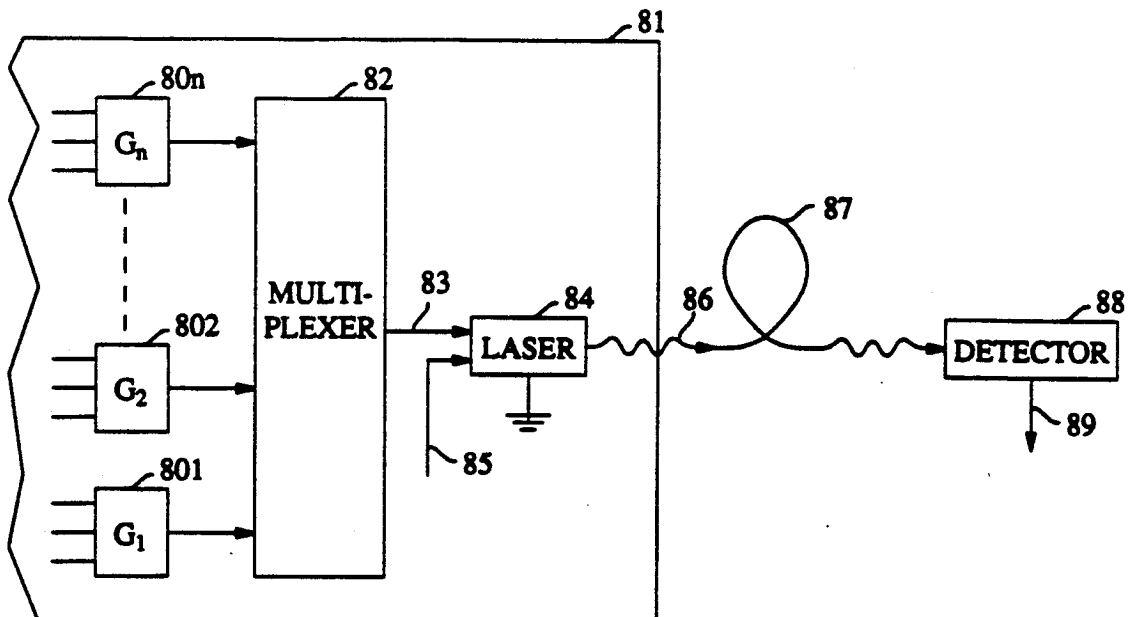 81
80n
82
Gn
87
MULTI-
PLEXER
83
84
86
88
802
LASER
DETECTOR
G2
85
89
801
G1